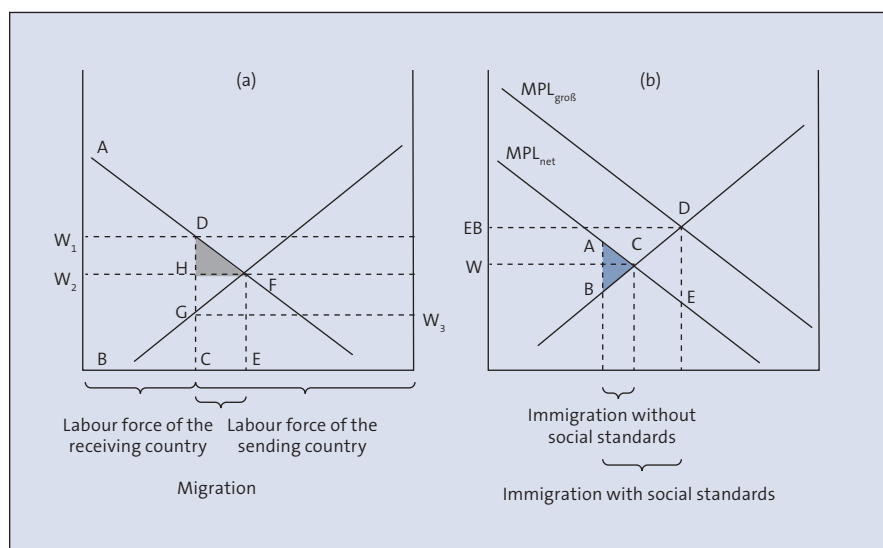 (a)
A
D
W1
H
W2
F
G
W3
B
C
E
Labour force of the
receiving country
Labour force of the
sending country
Migration
(b)
MPLgroß
MPLnet
D
EB
A
C
W
B
E
Immigration without
social standards
Immigration with social standards